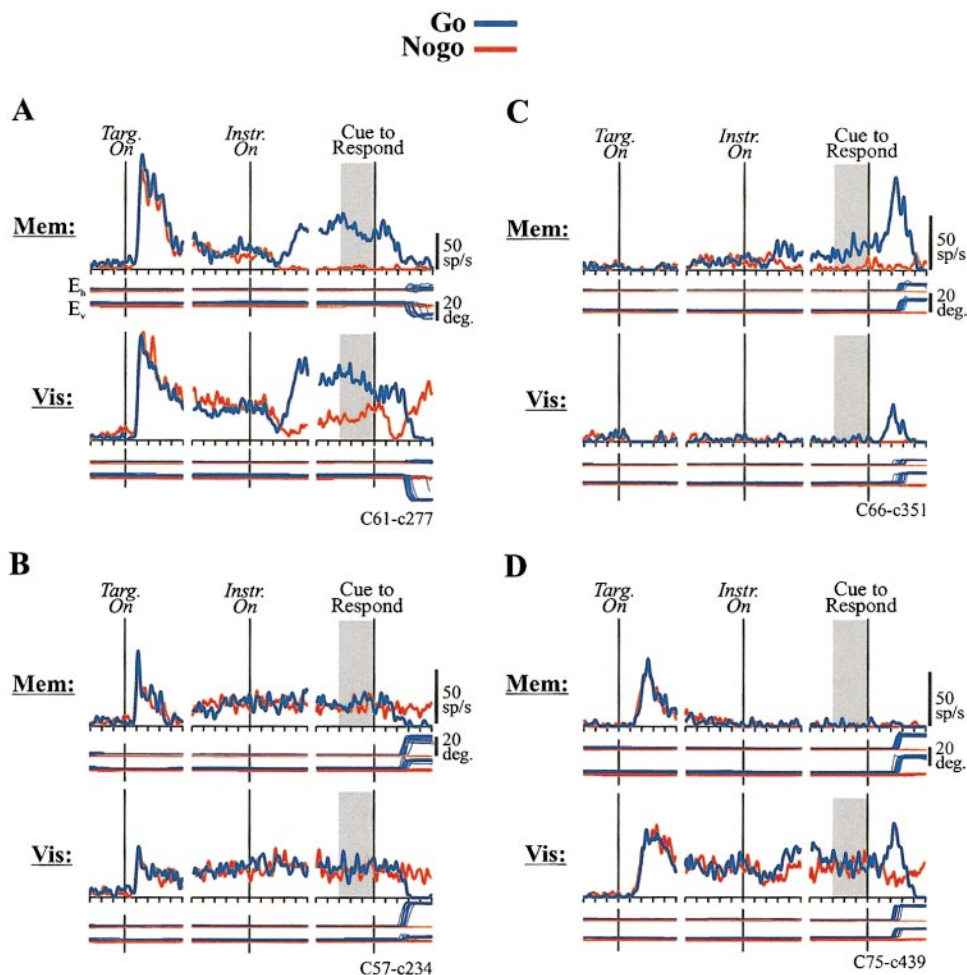 Go
Nogo
A
Targ. On
Instr. On
Cue to Respond
Mem:
50 sp/s
E_h
E_v
20 deg.
Vis:
C61-c277
B
Targ. On
Instr. On
Cue to Respond
Mem:
50 sp/s
20 deg.
Vis:
C57-c234
C
Targ. On
Instr. On
Cue to Respond
Mem:
50 sp/s
20 deg.
Vis:
C66-c351
D
Targ. On
Instr. On
Cue to Respond
Mem:
50 sp/s
20 deg.
Vis:
C75-c439